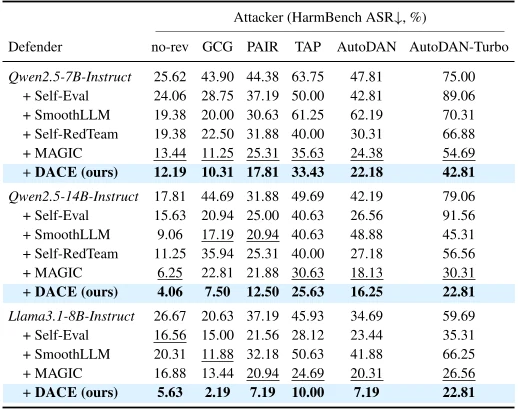 Attacker (HarmBench ASR↓, %)
Defender no-rev GCG PAIR TAP AutoDAN AutoDAN-Turbo
Qwen2.5-7B-Instruct 25.62 43.90 44.38 63.75 47.81 75.00
+ Self-Eval 24.06 28.75 37.19 50.00 42.81 89.06
+ SmoothLLM 19.38 20.00 30.63 61.25 62.19 70.31
+ Self-RedTeam 19.38 22.50 31.88 40.00 30.31 66.88
+ MAGIC 13.44 11.25 25.31 35.63 24.38 54.69
+ DACE (ours) 12.19 10.31 17.81 33.43 22.18 42.81
Qwen2.5-14B-Instruct 17.81 44.69 31.88 49.69 42.19 79.06
+ Self-Eval 15.63 20.94 25.00 40.63 26.56 91.56
+ SmoothLLM 9.06 17.19 20.94 40.63 48.88 45.31
+ Self-RedTeam 11.25 35.94 25.31 40.00 27.18 56.56
+ MAGIC 6.25 22.81 21.88 30.63 18.13 30.31
+ DACE (ours) 4.06 7.50 12.50 25.63 16.25 22.81
Llama3.1-8B-Instruct 26.67 20.63 37.19 45.93 34.69 59.69
+ Self-Eval 16.56 15.00 21.56 28.12 23.44 35.31
+ SmoothLLM 20.31 11.88 32.18 50.63 41.88 66.25
+ MAGIC 16.88 13.44 20.94 24.69 20.31 26.56
+ DACE (ours) 5.63 2.19 7.19 10.00 7.19 22.81